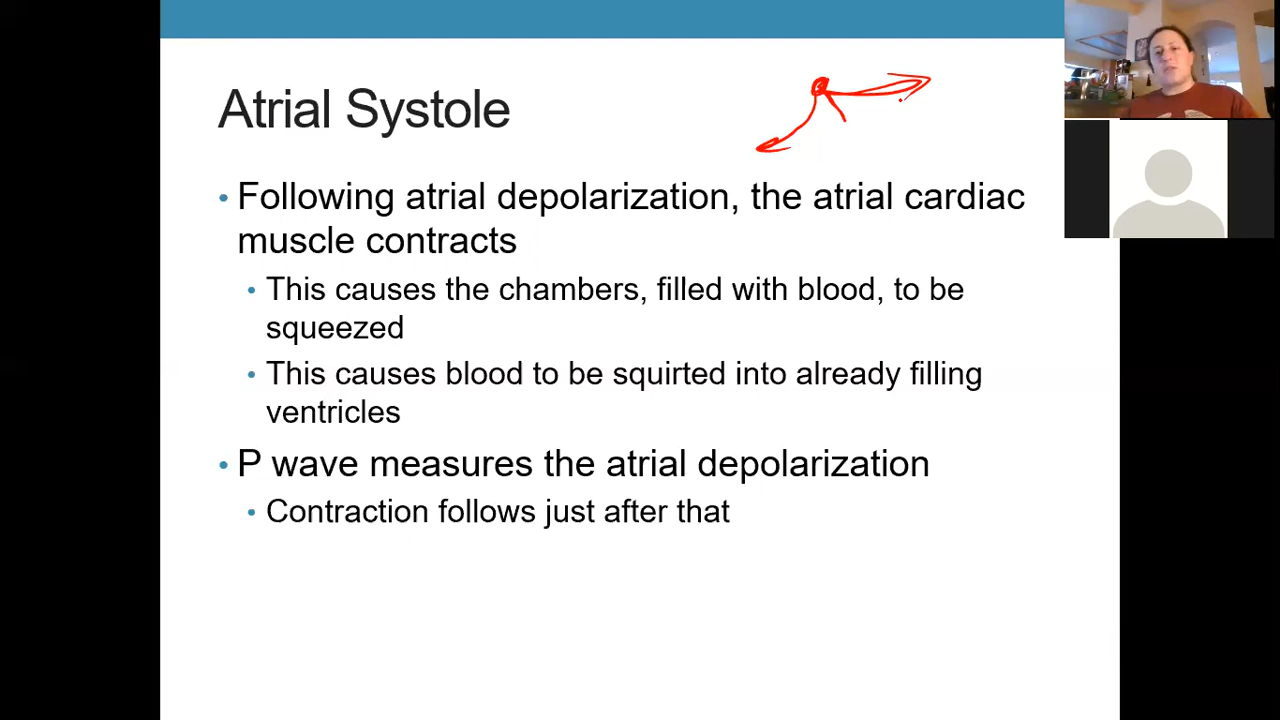 Atrial Systole
Following atrial depolarization, the atrial cardiac
muscle contracts
This causes the chambers, filled with blood, to be
squeezed
This causes blood to be squirted into already filling
ventricles
P wave measures the atrial depolarization
Contraction follows just after that